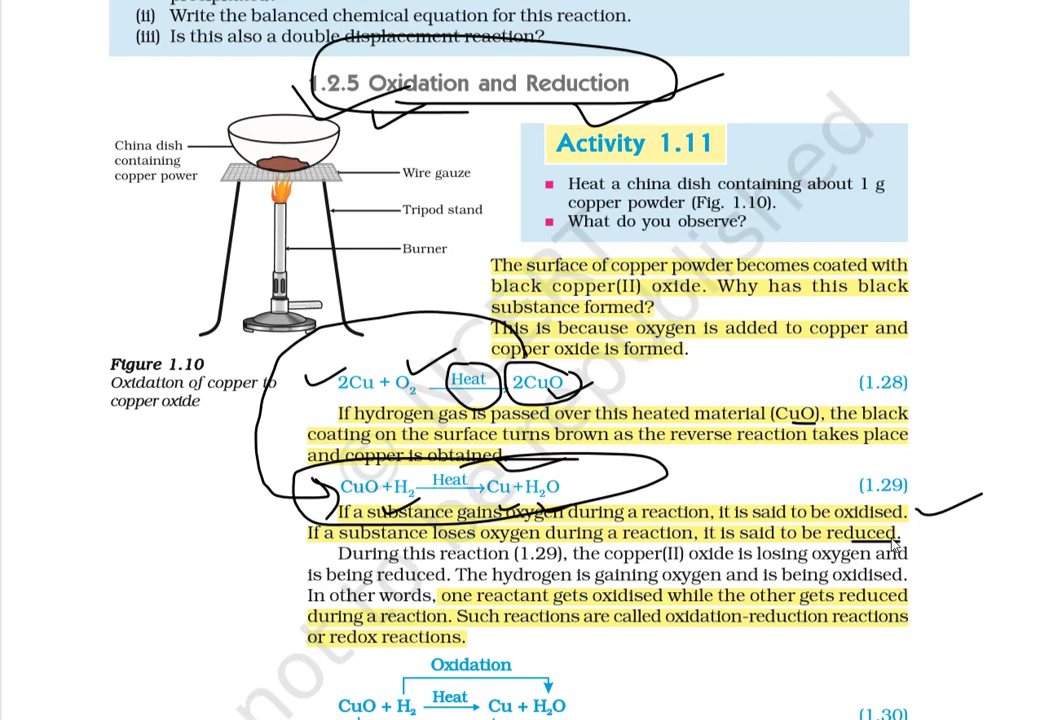 (ii) Write the balanced chemical equation for this reaction.
(iii) Is this also a double displacement reaction?
1.2.5 Oxidation and Reduction
China dish
containing
copper power
Wire gauze
Tripod stand
Burner
Figure 1.10
Oxidation of copper to
copper oxide
Activity 1.11
■ Heat a china dish containing about 1 g
copper powder (Fig. 1.10).
■ What do you observe?
The surface of copper powder becomes coated with
black copper(II) oxide. Why has this black
substance formed?
This is because oxygen is added to copper and
copper oxide is formed.
2Cu + O₂ Heat 2CuO (1.28)
If hydrogen gas is passed over this heated material (CuO), the black
coating on the surface turns brown as the reverse reaction takes place
and copper is obtained.
CuO + H₂ Heat → Cu + H₂O (1.29)
If a substance gains oxygen during a reaction, it is said to be oxidised.
If a substance loses oxygen during a reaction, it is said to be reduced.
During this reaction (1.29), the copper(II) oxide is losing oxygen and
is being reduced. The hydrogen is gaining oxygen and is being oxidised.
In other words, one reactant gets oxidised while the other gets reduced
during a reaction. Such reactions are called oxidation-reduction reactions
or redox reactions.
Oxidation
CuO + H₂ Heat → Cu + H₂O (1.30)
© NCERT
not to be republished